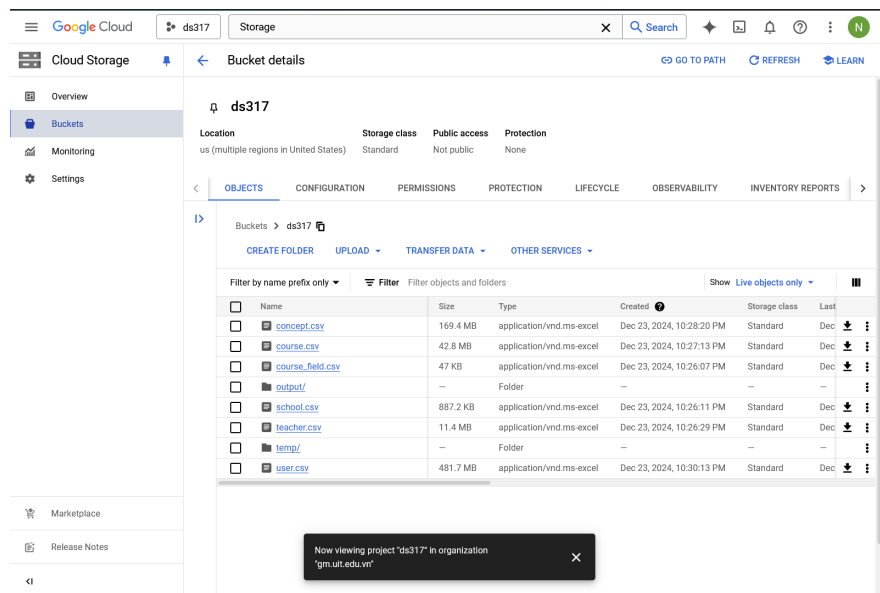 Google Cloud
ds317
Storage
Search
N
Cloud Storage
Bucket details
GO TO PATH
REFRESH
LEARN
Overview
Buckets
Monitoring
Settings
ds317
Location Storage class Public access Protection
us (multiple regions in United States) Standard Not public None
OBJECTS CONFIGURATION PERMISSIONS PROTECTION LIFECYCLE OBSERVABILITY INVENTORY REPORTS
Buckets > ds317
CREATE FOLDER UPLOAD TRANSFER DATA OTHER SERVICES
Filter by name prefix only Filter Filter objects and folders Show Live objects only
Name Size Type Created Storage class Last
concept.csv 169.4 MB application/vnd.ms-excel Dec 23, 2024, 10:28:20 PM Standard Dec
course.csv 42.8 MB application/vnd.ms-excel Dec 23, 2024, 10:27:13 PM Standard Dec
course_field.csv 47 KB application/vnd.ms-excel Dec 23, 2024, 10:26:07 PM Standard Dec
output/ — Folder — — —
school.csv 887.2 KB application/vnd.ms-excel Dec 23, 2024, 10:26:11 PM Standard Dec
teacher.csv 11.4 MB application/vnd.ms-excel Dec 23, 2024, 10:26:29 PM Standard Dec
temp/ — Folder — — —
user.csv 481.7 MB application/vnd.ms-excel Dec 23, 2024, 10:30:13 PM Standard Dec
Marketplace
Release Notes
Now viewing project "ds317" in organization
"gm.uit.edu.vn"